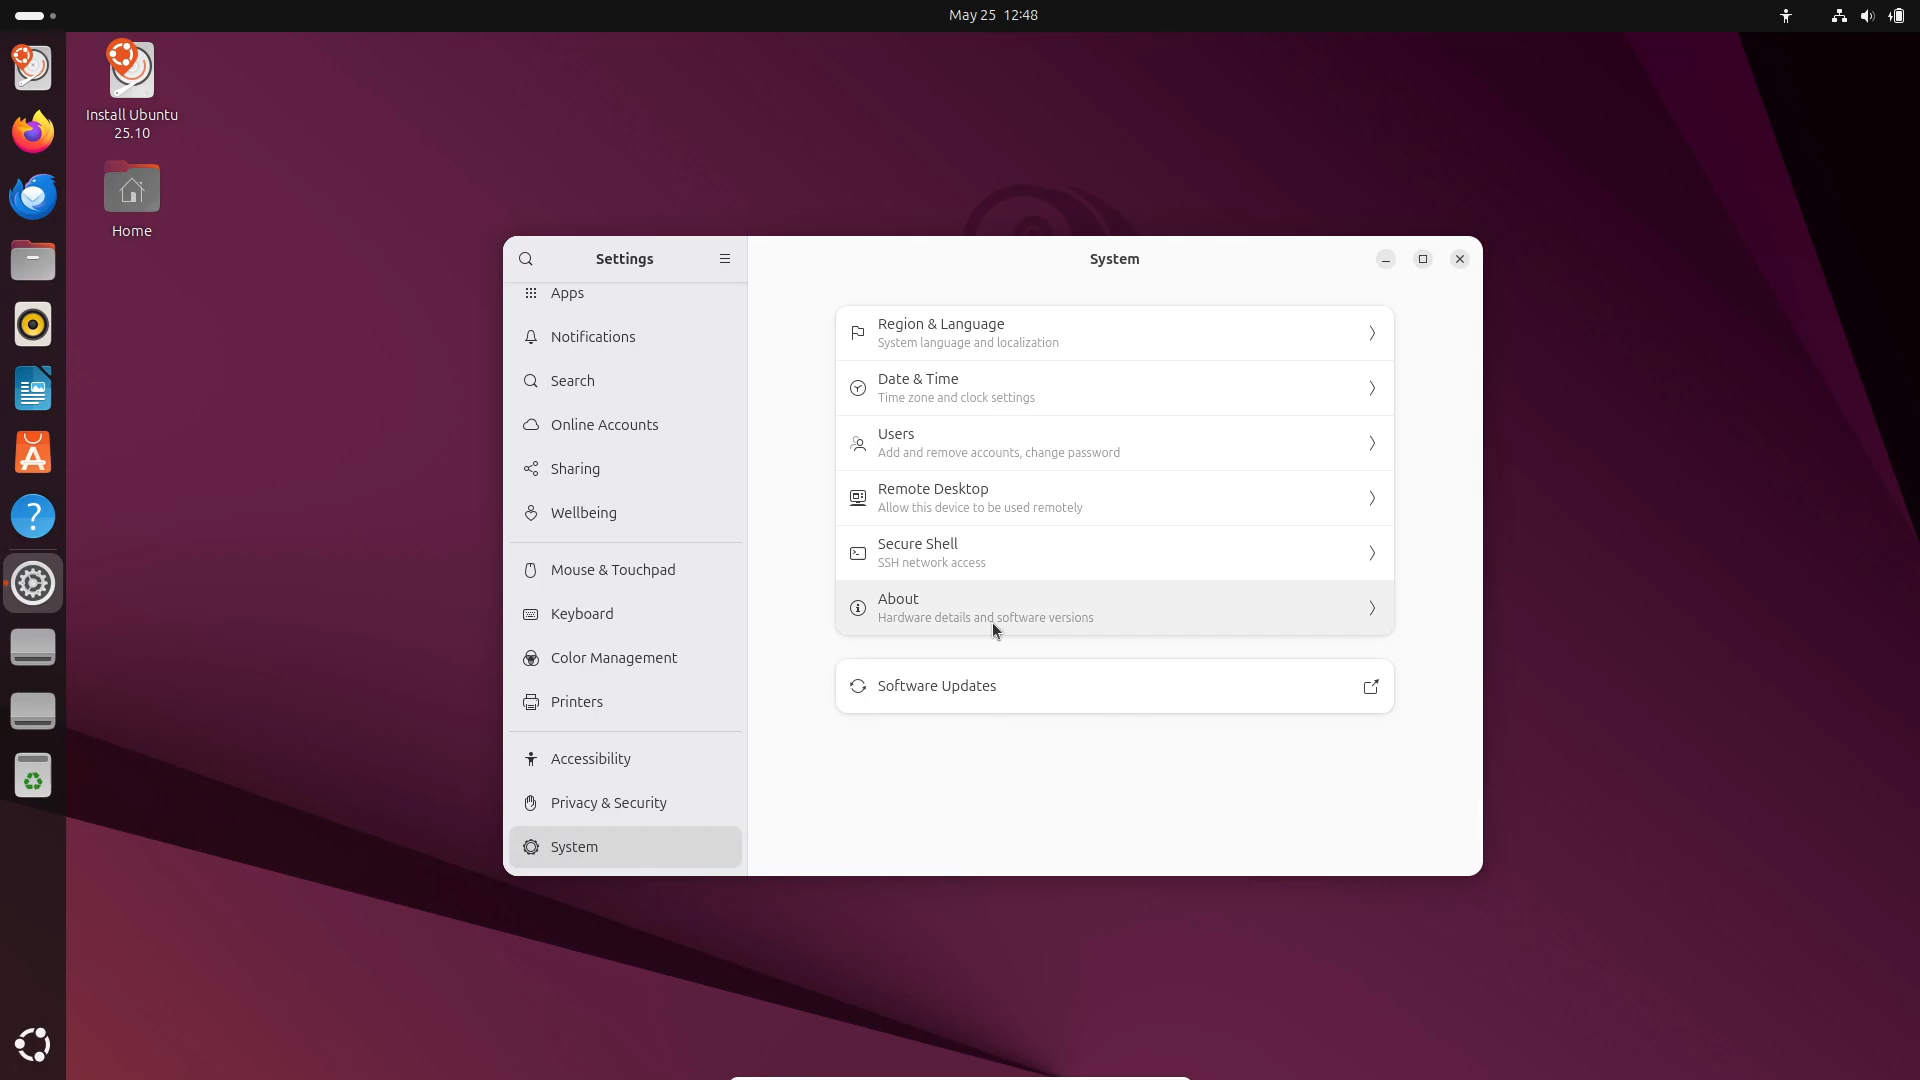 May 25 12:48
Install Ubuntu
25.10
Home
Settings
Apps
Notifications
Search
Online Accounts
Sharing
Wellbeing
Mouse & Touchpad
Keyboard
Color Management
Printers
Accessibility
Privacy & Security
System
System
Region & Language
System language and localization
Date & Time
Time zone and clock settings
Users
Add and remove accounts, change password
Remote Desktop
Allow this device to be used remotely
Secure Shell
SSH network access
About
Hardware details and software versions
Software Updates